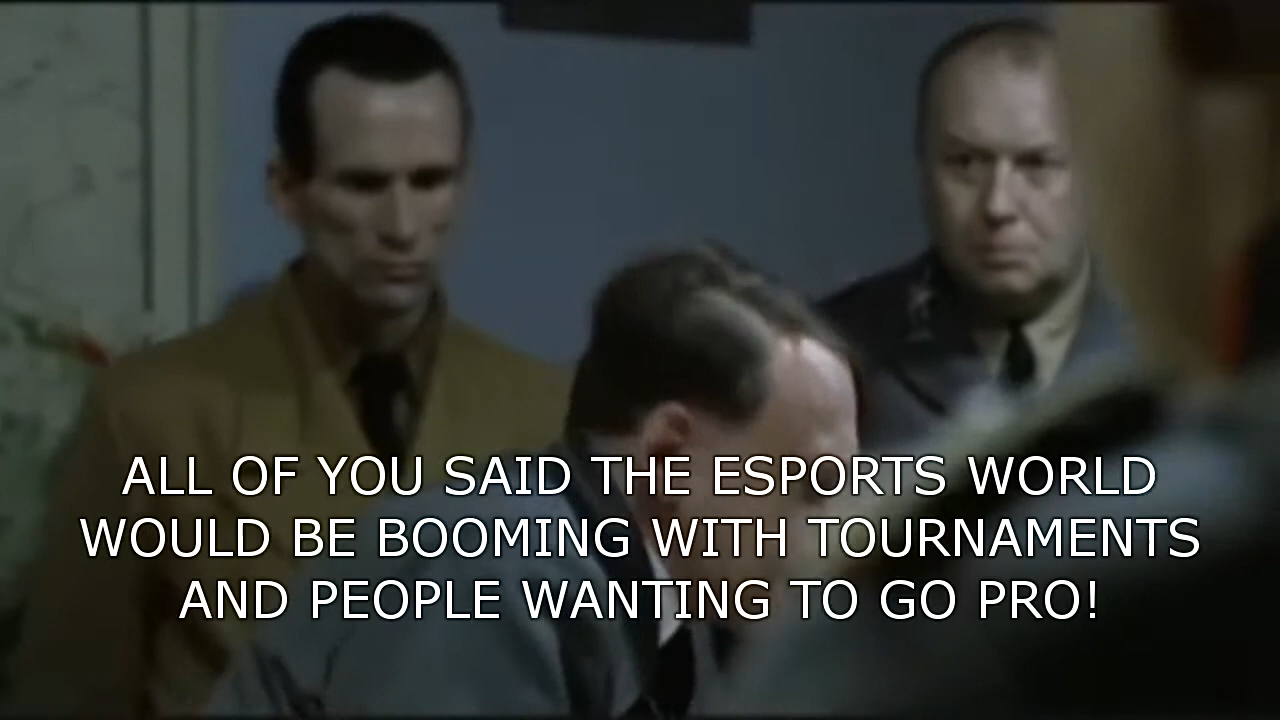 ALL OF YOU SAID THE ESPORTS WORLD
WOULD BE BOOMING WITH TOURNAMENTS
AND PEOPLE WANTING TO GO PRO!